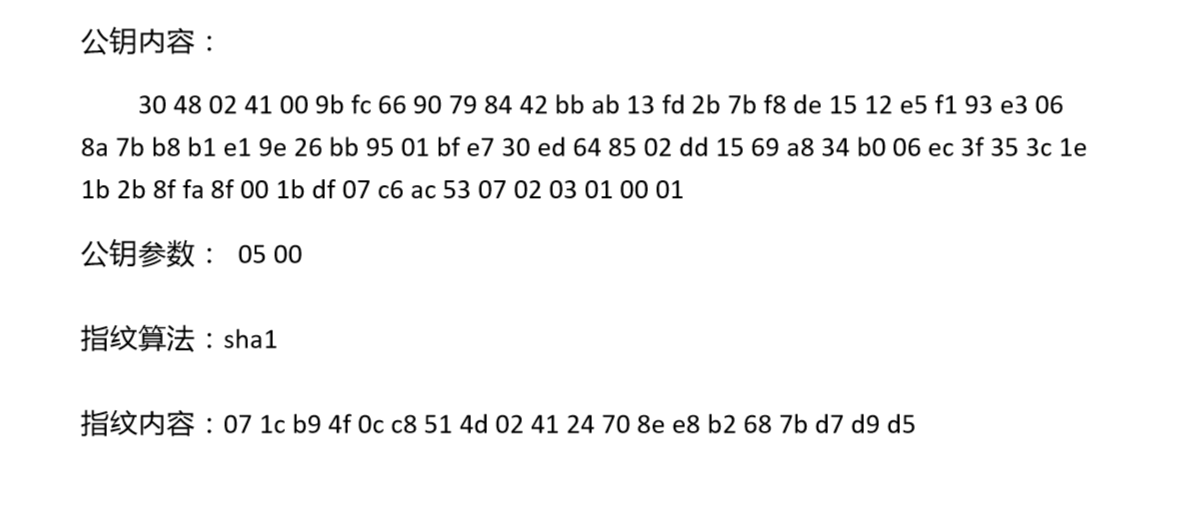 公钥内容：
30 48 02 41 00 9b fc 66 90 79 84 42 bb ab 13 fd 2b 7b f8 de 15 12 e5 f1 93 e3 06
8a 7b b8 b1 e1 9e 26 bb 95 01 bf e7 30 ed 64 85 02 dd 15 69 a8 34 b0 06 ec 3f 35 3c 1e
1b 2b 8f fa 8f 00 1b df 07 c6 ac 53 07 02 03 01 00 01
公钥参数： 05 00
指纹算法：sha1
指纹内容：07 1c b9 4f 0c c8 51 4d 02 41 24 70 8e e8 b2 68 7b d7 d9 d5